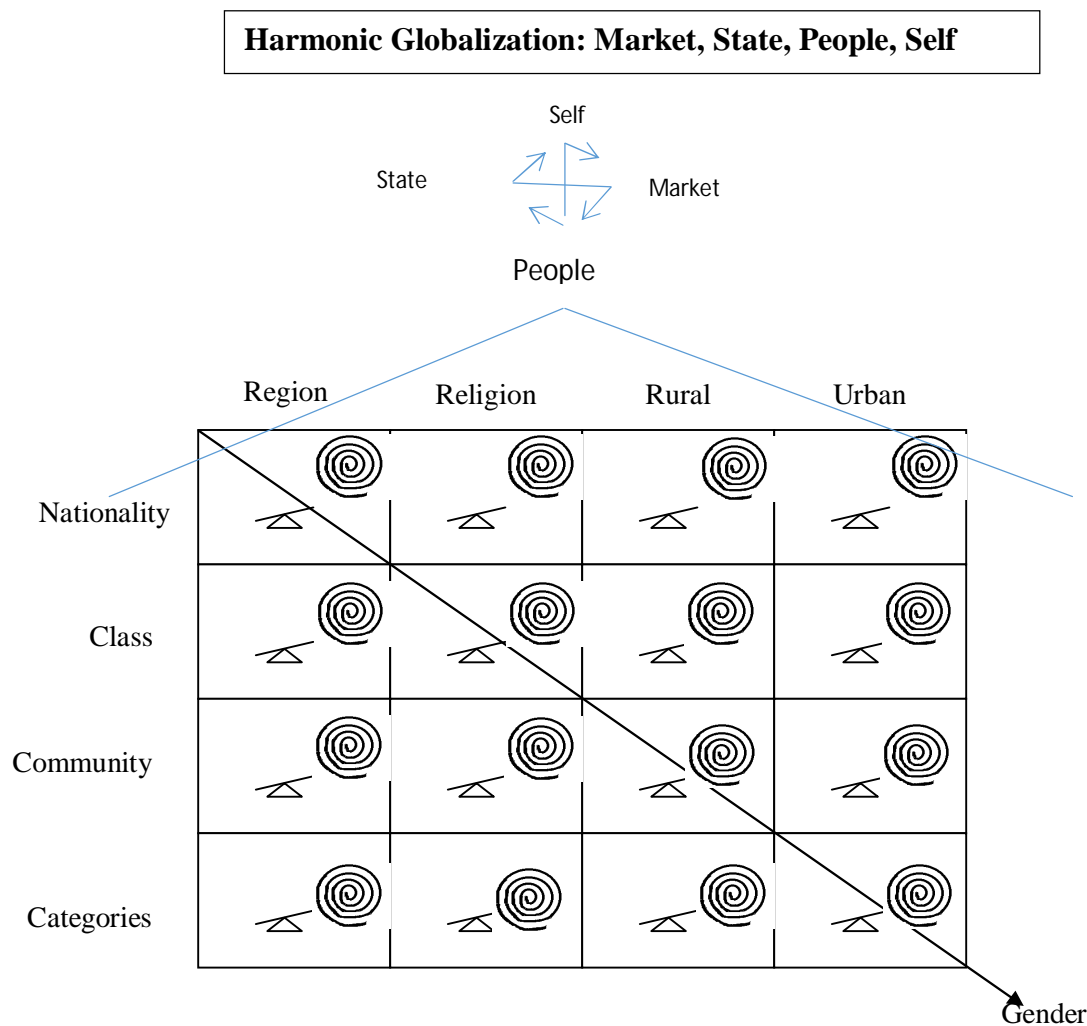 Harmonic Globalization: Market, State, People, Self
Self
State
Market
People
Region
Religion
Rural
Urban
Nationality
Class
Community
Categories
Gender